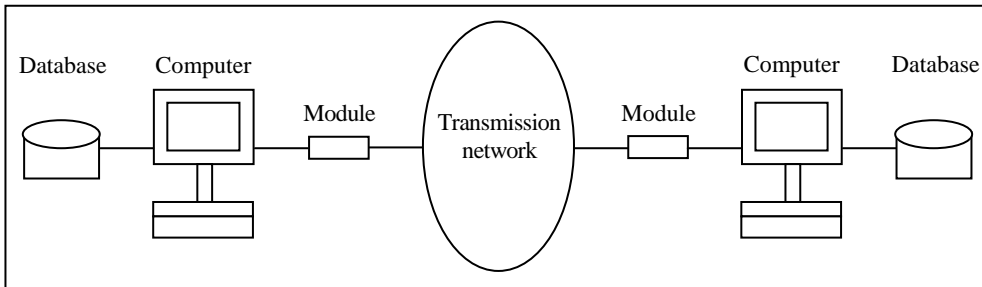 Database
Computer
Module
Transmission
network
Module
Computer
Database